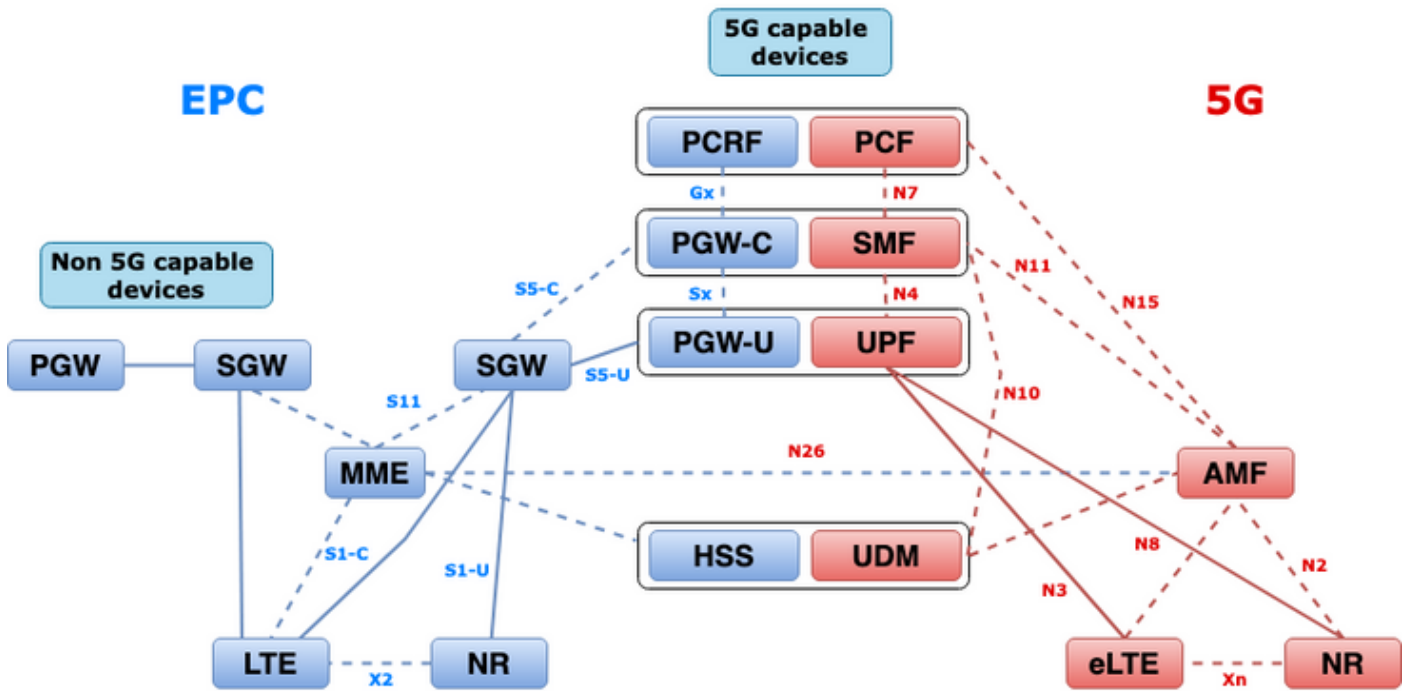 5G capable
devices
EPC
5G
PCRF
PCF
Gx
N7
PGW-C
SMF
Non 5G capable
devices
S5-C
Sx
N4
N11
N15
PGW
SGW
SGW
PGW-U
UPF
S5-U
S11
N10
MME
N26
AMF
S1-C
S1-U
HSS
UDM
N8
N2
N3
LTE
X2
NR
eLTE
Xn
NR